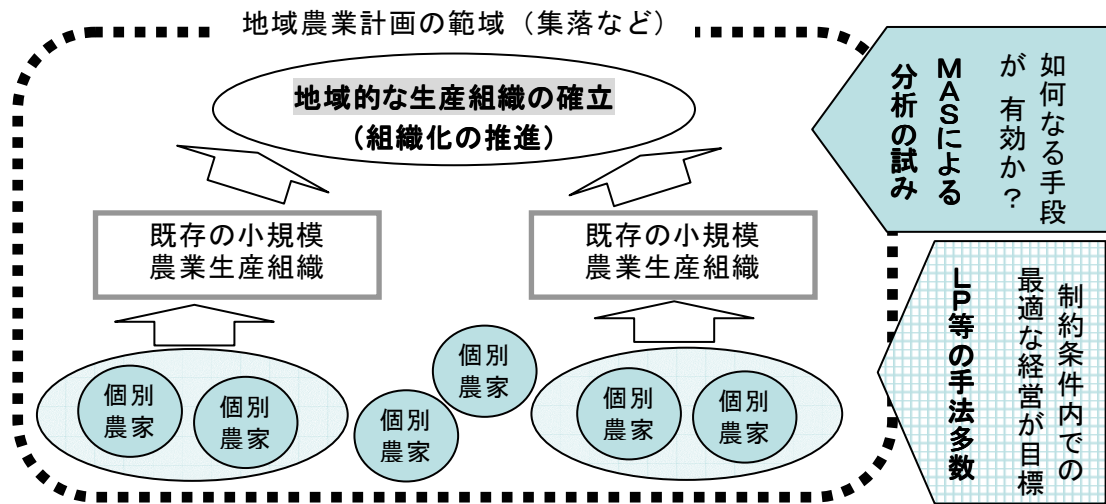 地域農業計画の範域（集落など）
地域的な生産組織の確立
（組織化の推進）
既存の小規模
農業生産組織
既存の小規模
農業生産組織
個別
農家
個別
農家
個別
農家
個別
農家
個別
農家
個別
農家
如何なる手段
が 有効か？
ＭＡＳによる
分析の試み
制約条件内での
最適な経営が目標
ＬＰ等の手法多数